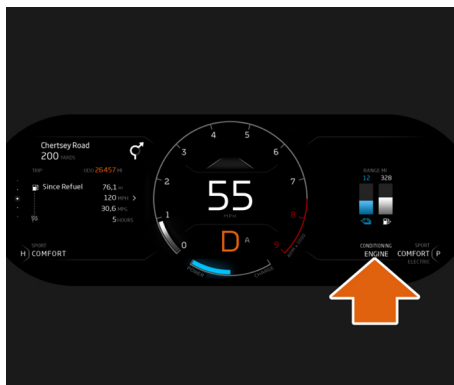 Chertsey Road
200 YARDS
TRIP
ODO 26457 MI
Since Refuel
76,1 MI
120 MPH
30,6 MPG
5 HOURS
SPORT
H) COMFORT
0
1
2
3
4
5
6
7
8
9
RPM x 1000
55
MPH
D A
POWER
CHARGE
RANGE MI
12 328
CONDITIONING
ENGINE
SPORT
COMFORT (P
ELECTRIC